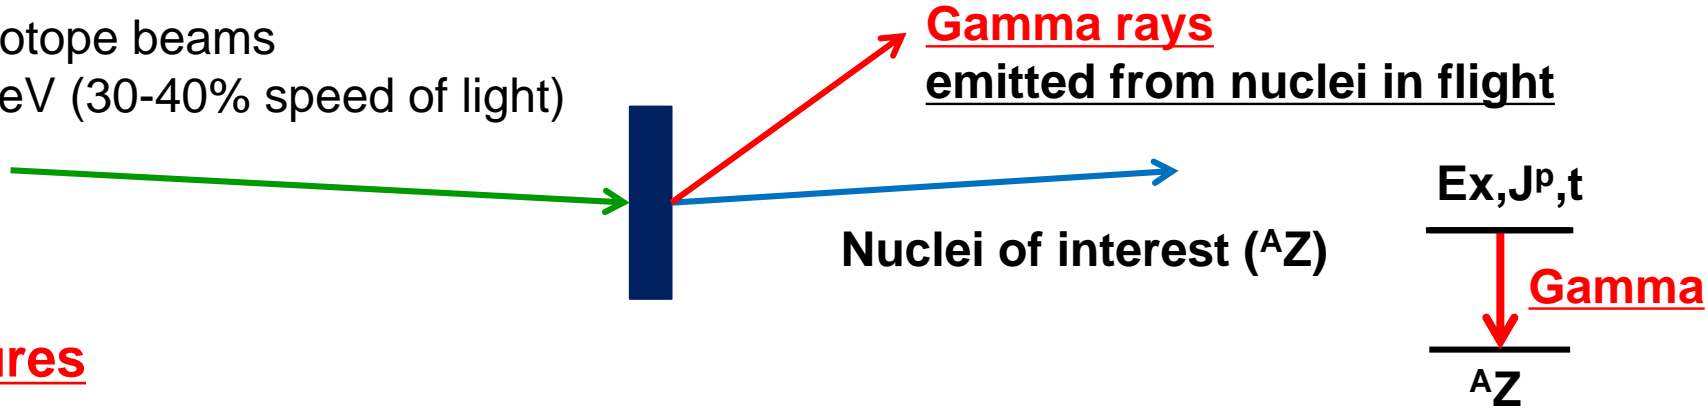 otope beams
eV (30-40% speed of light)
Gamma rays
emitted from nuclei in flight
Nuclei of interest (ᴬZ)
Ex,Jᵖ,t
Gamma
ᴬZ
ures